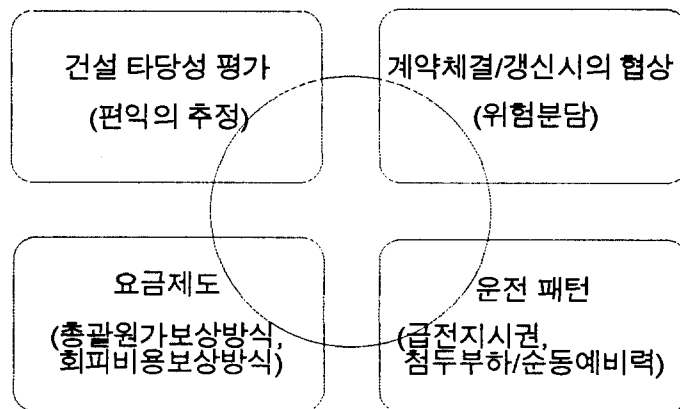 건설 타당성 평가
(편익의 추정)
계약체결/갱신시의 협상
(위험분담)
요금제도
(총괄원가보상방식,
회피비용보상방식)
운전 패턴
(급전지시권,
첨두부하/순동예비력)